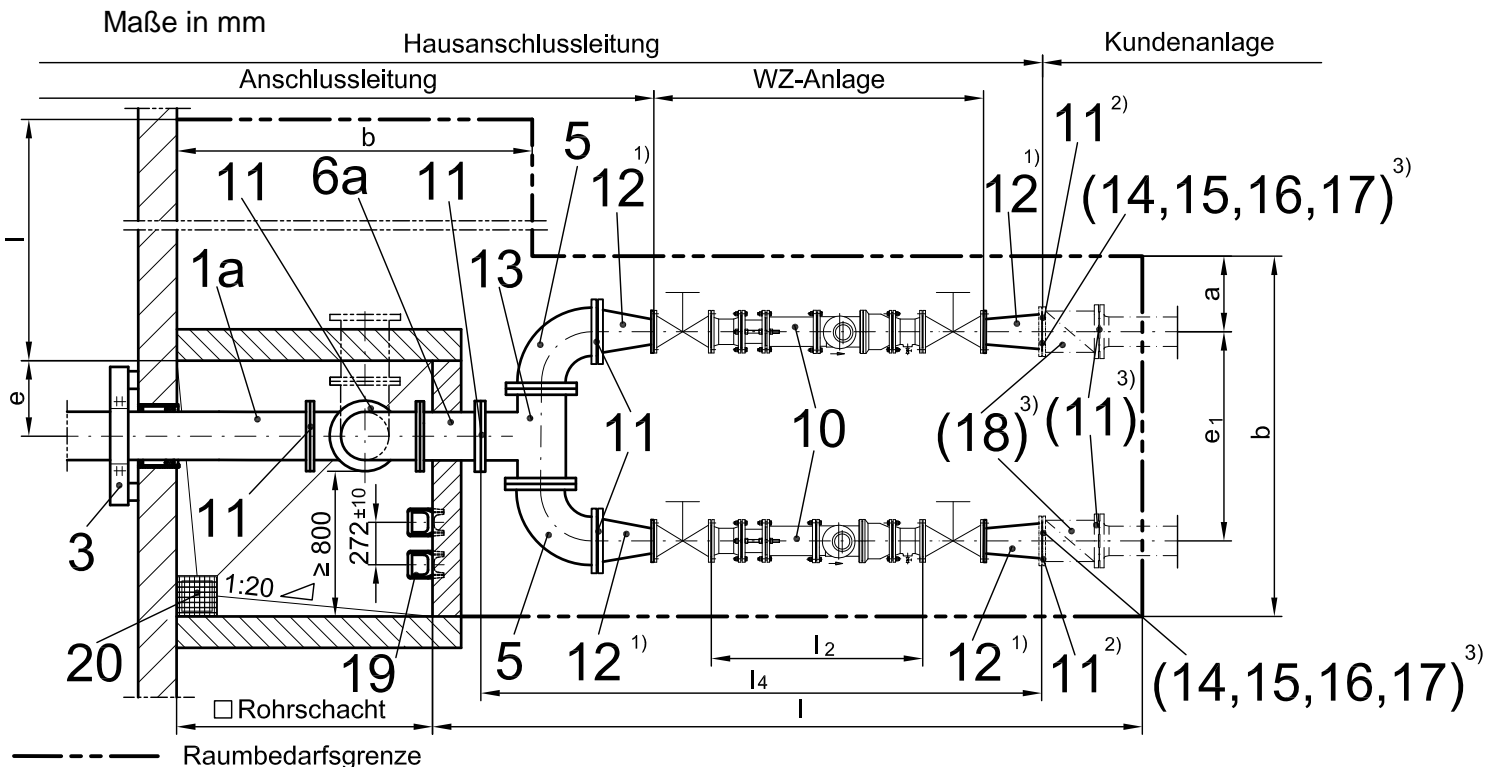 Maße in mm
Hausanschlussleitung
Kundenanlage
Anschlussleitung
WZ-Anlage
b
5
11 2)
11
6a
11
12 1)
12 1)
(14,15,16,17) 3)
l
1a
13
a
e
11
10
(18) 3)
(11) 3)
e1
b
3
11
≥ 800
272±10
1:20
20
19
5
12 1)
l2
12 1)
11 2)
(14,15,16,17) 3)
l4
□ Rohrschacht
l
Raumbedarfsgrenze